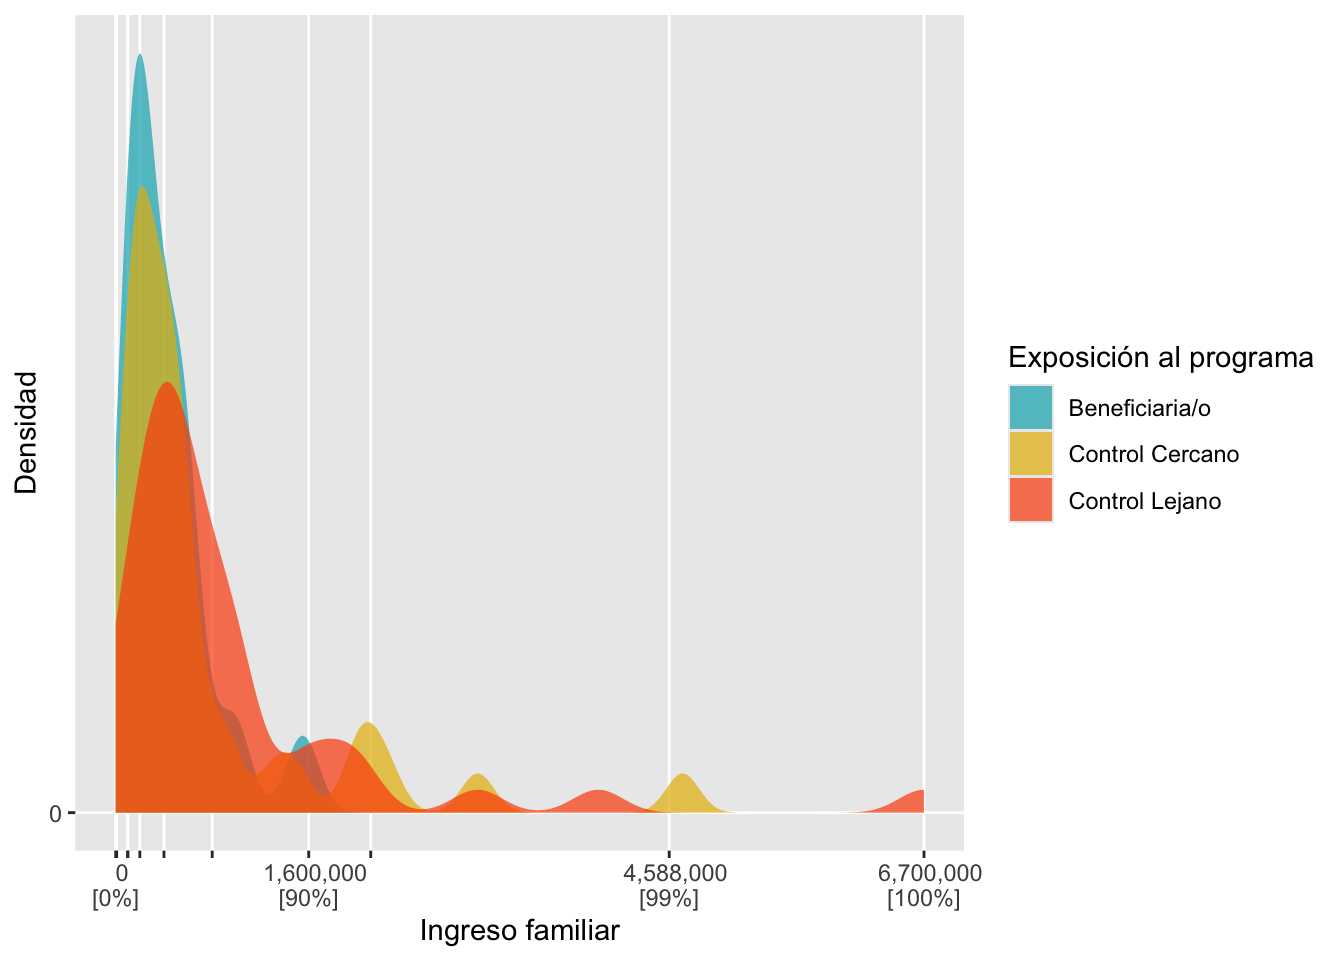 Densidad
0
0
[0%]
1,600,000
[90%]
4,588,000
[99%]
6,700,000
[100%]
Ingreso familiar
Exposición al programa
Beneficiaria/o
Control Cercano
Control Lejano